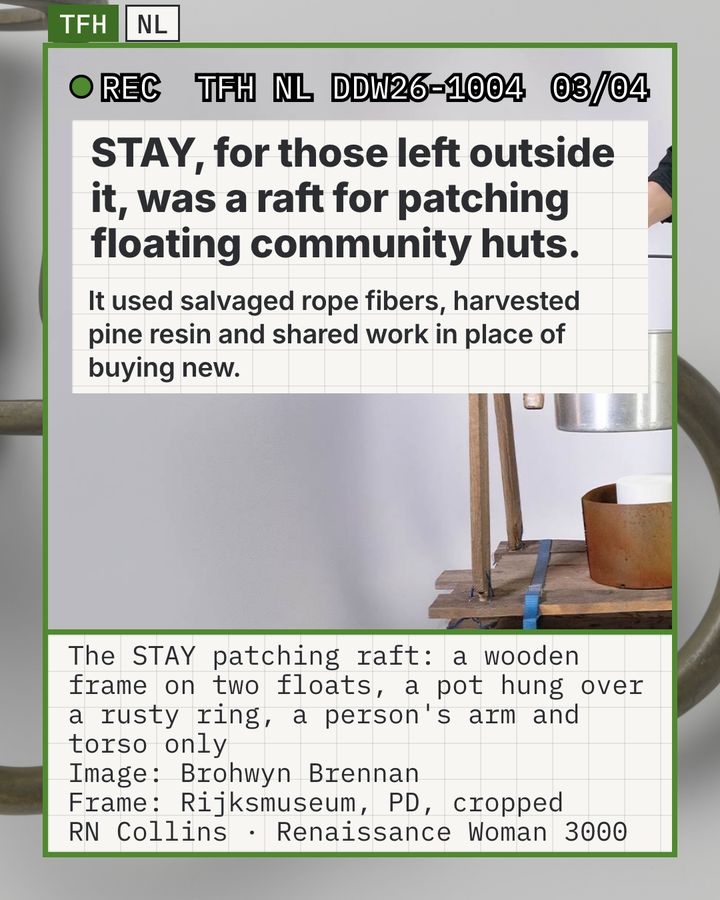 TFH NL
REC TFH NL DDW26-1004 03/04
STAY, for those left outside
it, was a raft for patching
floating community huts.
It used salvaged rope fibers, harvested
pine resin and shared work in place of
buying new.
The STAY patching raft: a wooden
frame on two floats, a pot hung over
a rusty ring, a person's arm and
torso only
Image: Brohwyn Brennan
Frame: Rijksmuseum, PD, cropped
RN Collins · Renaissance Woman 3000